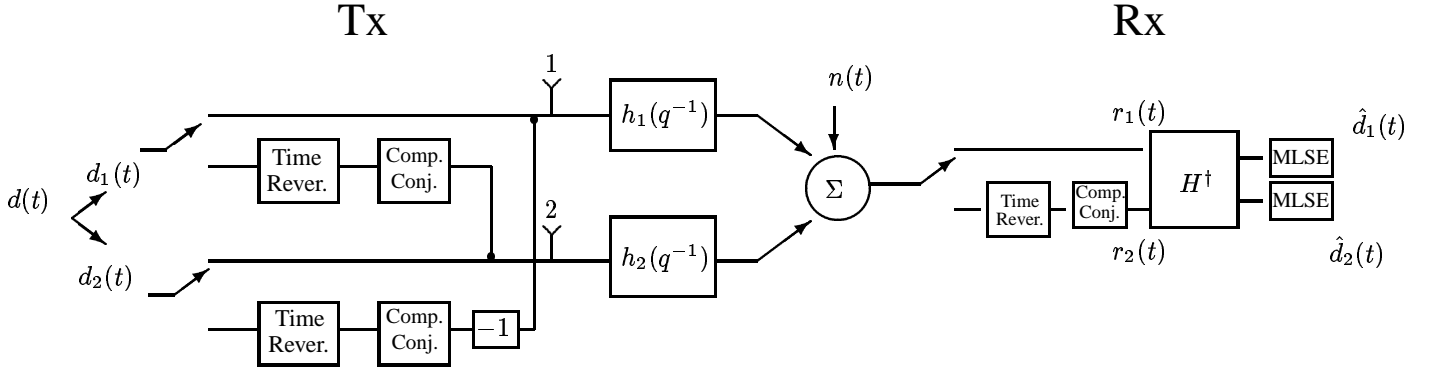 Tx
Rx
1
n(t)
h₁(q⁻¹)
r₁(t)
d̂₁(t)
d₁(t)
Time
Rever.
Comp.
Conj.
MLSE
d(t)
Σ
H†
Time
Rever.
Comp.
Conj.
MLSE
2
h₂(q⁻¹)
r₂(t)
d̂₂(t)
d₂(t)
Time
Rever.
Comp.
Conj.
−1